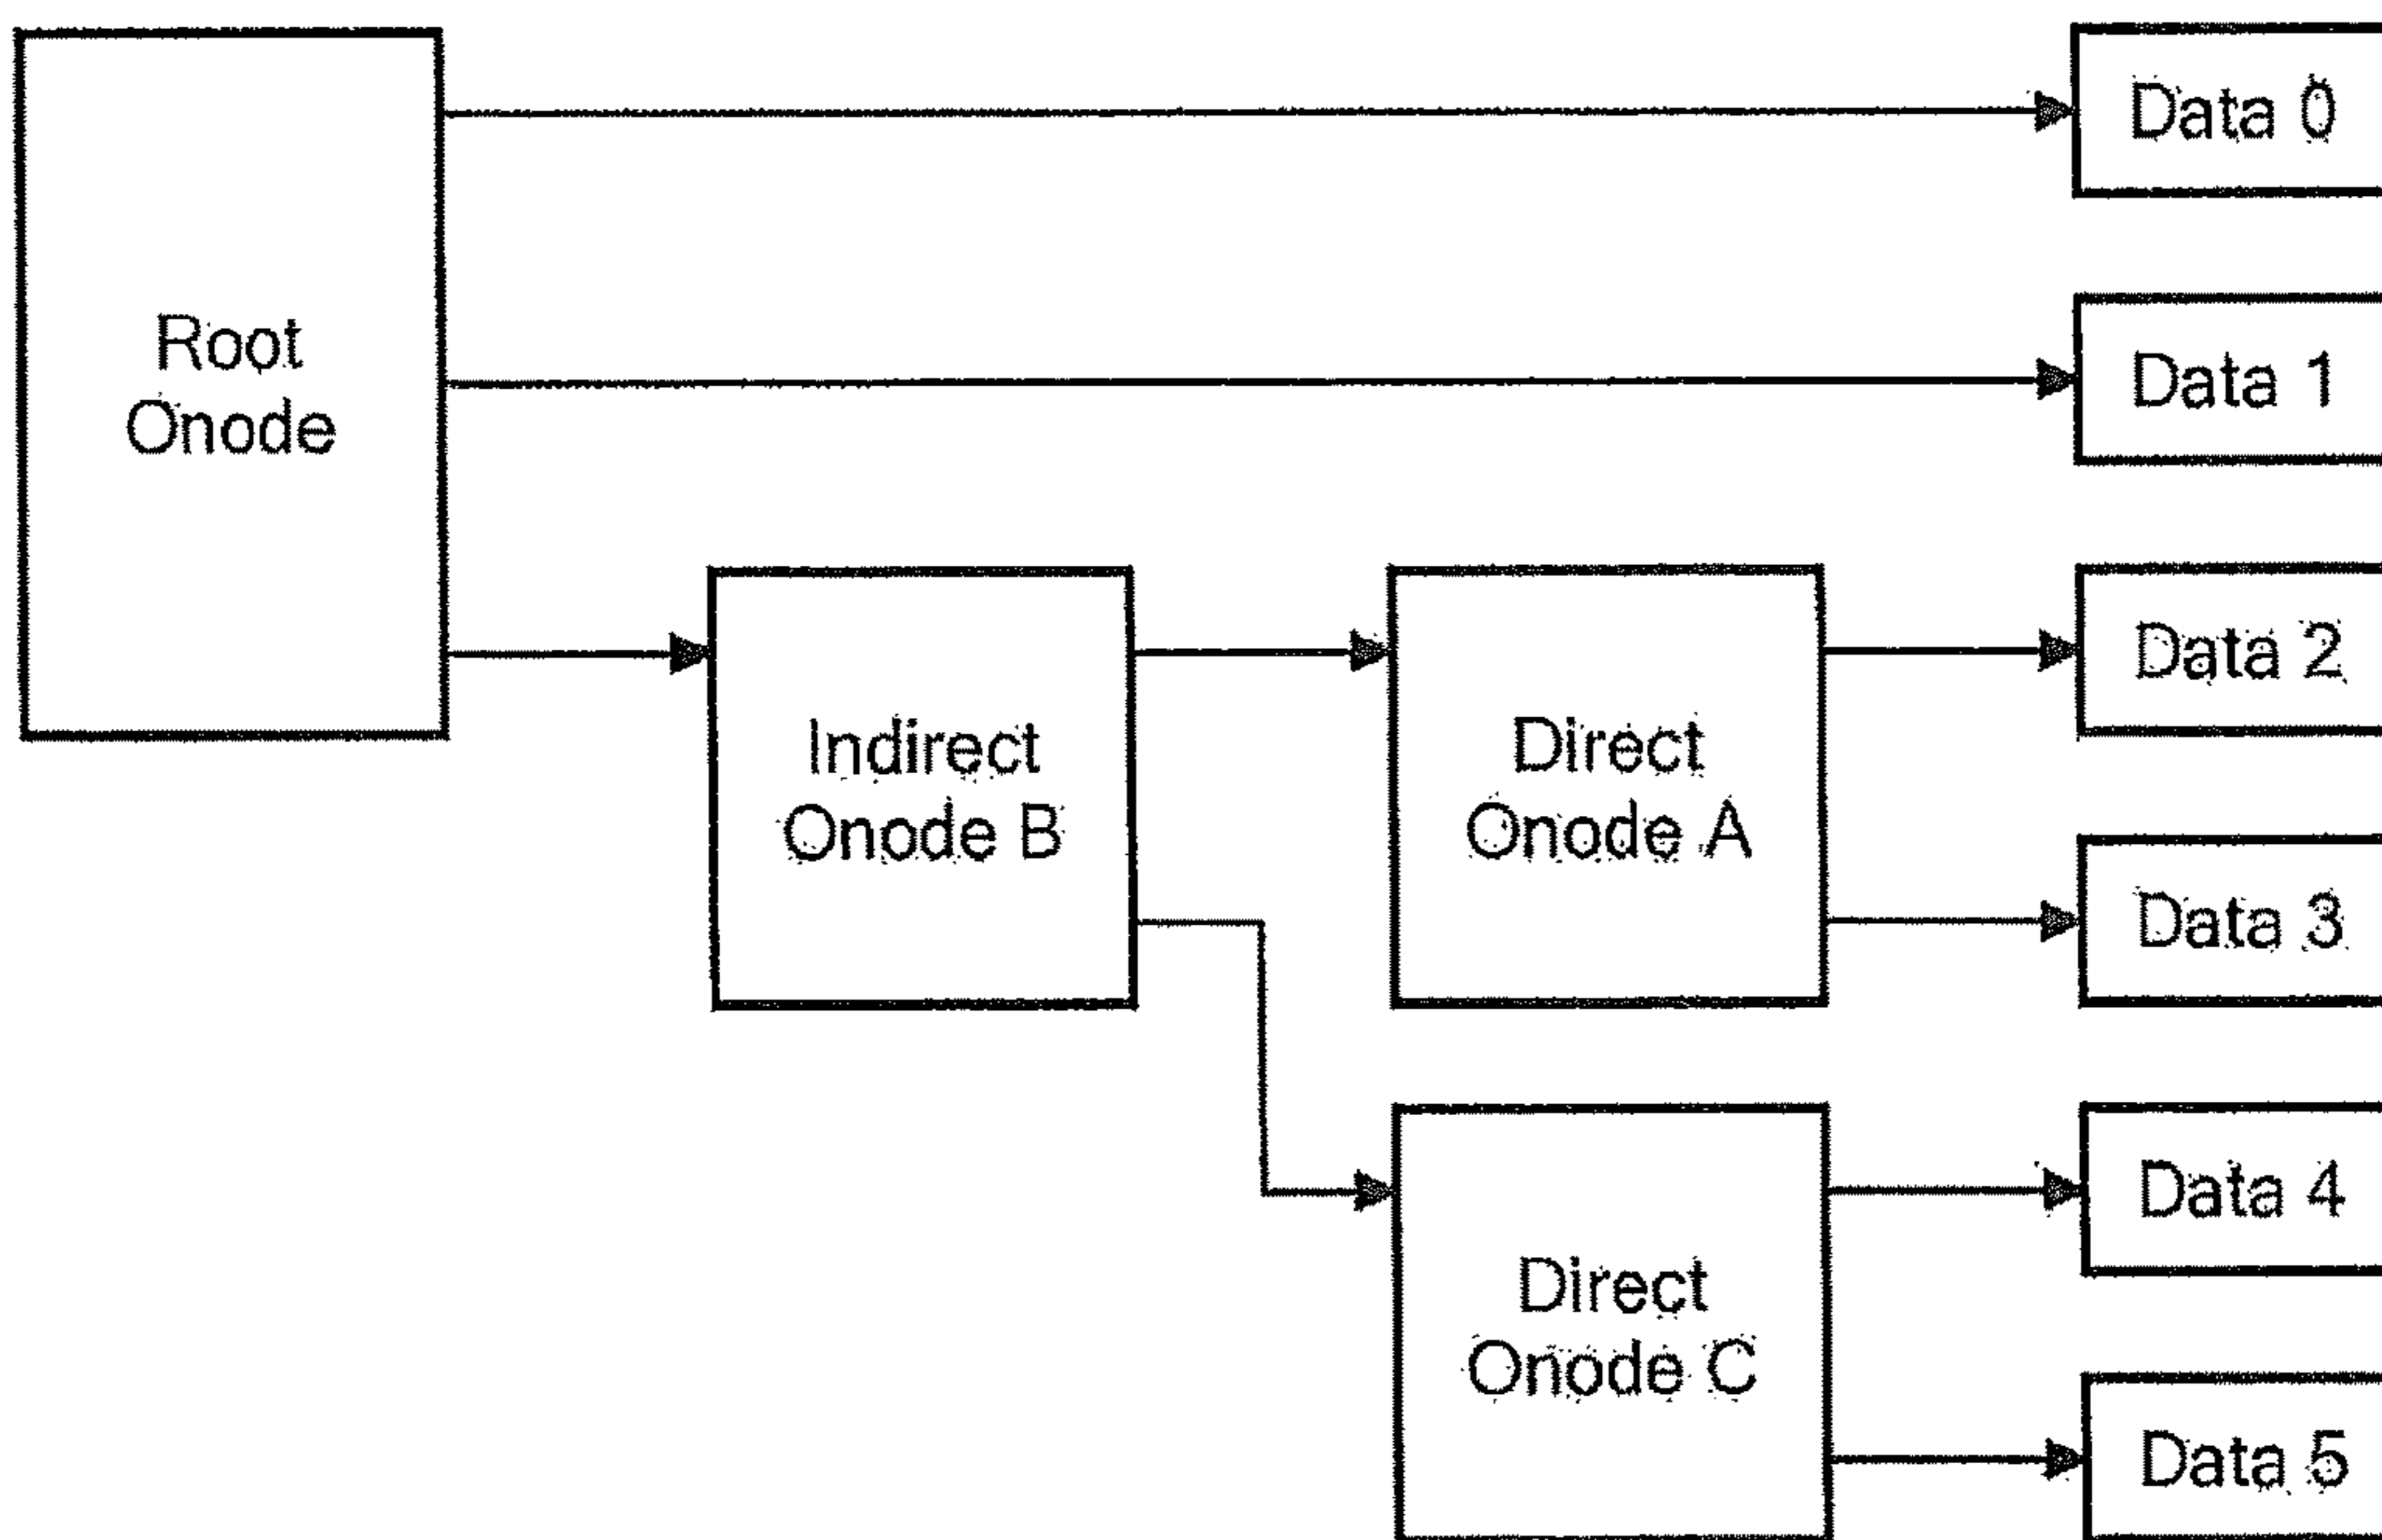 Root
Onode
Data 0
Data 1
Indirect
Onode B
Direct
Onode A
Data 2
Data 3
Direct
Onode C
Data 4
Data 5